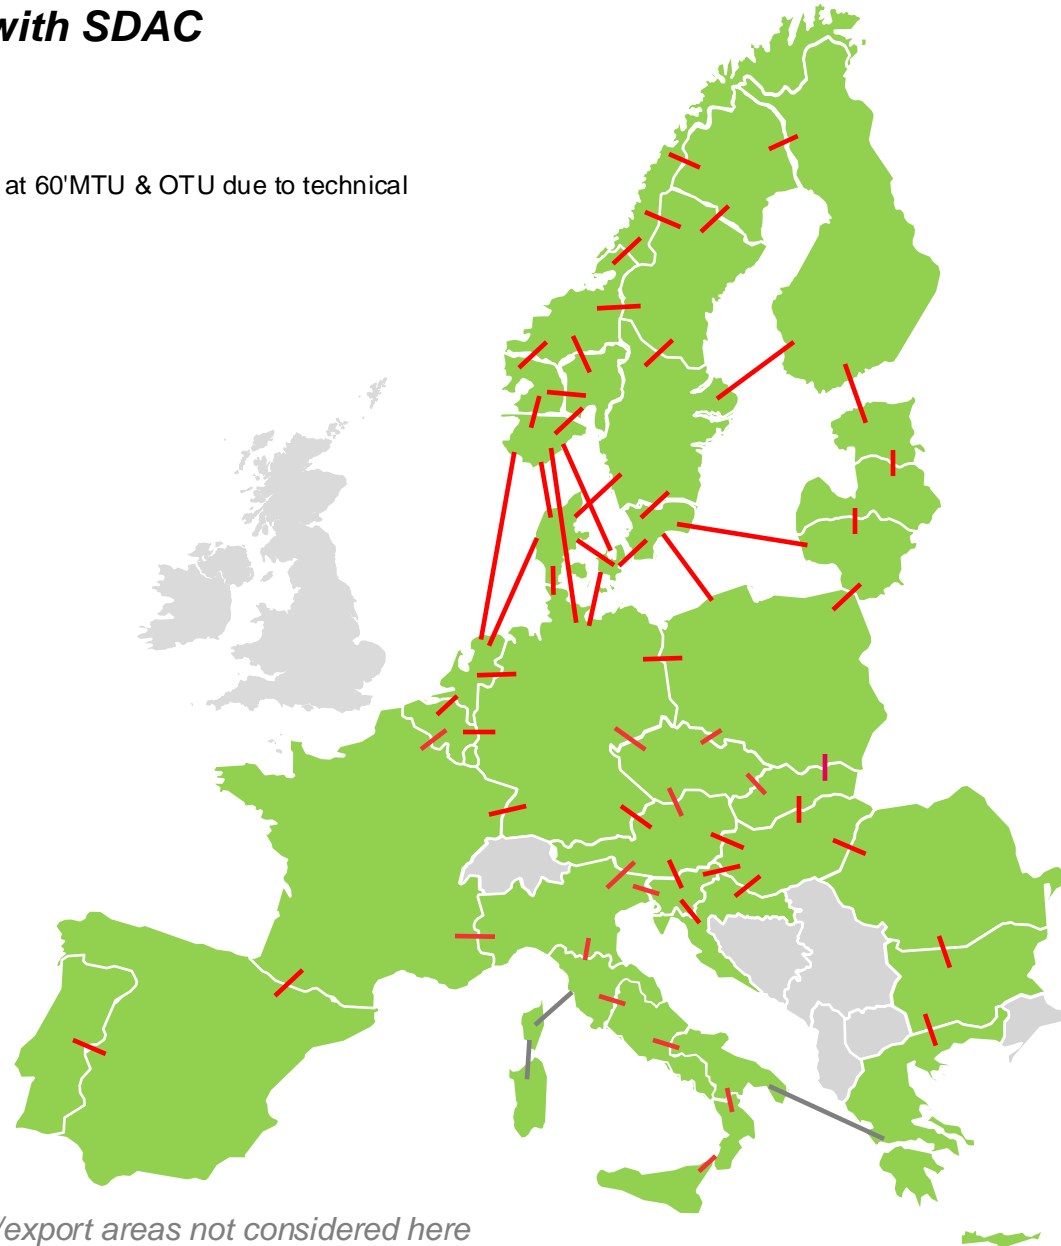 with SDAC
at 60'MTU & OTU due to technical
/export areas not considered here